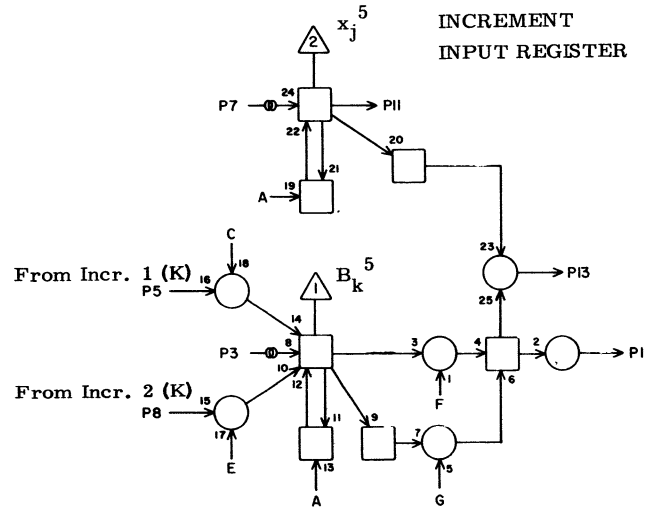 x_j^5
INCREMENT
INPUT REGISTER
2
P7
24
P11
22
20
21
A
19
23
C
18
From Incr. 1 (K)
P5
16
P13
25
1
B_k^5
14
P3
8
3
4
2
P1
10
12
1
6
F
From Incr. 2 (K)
P8
15
11
9
7
17
13
5
E
A
G